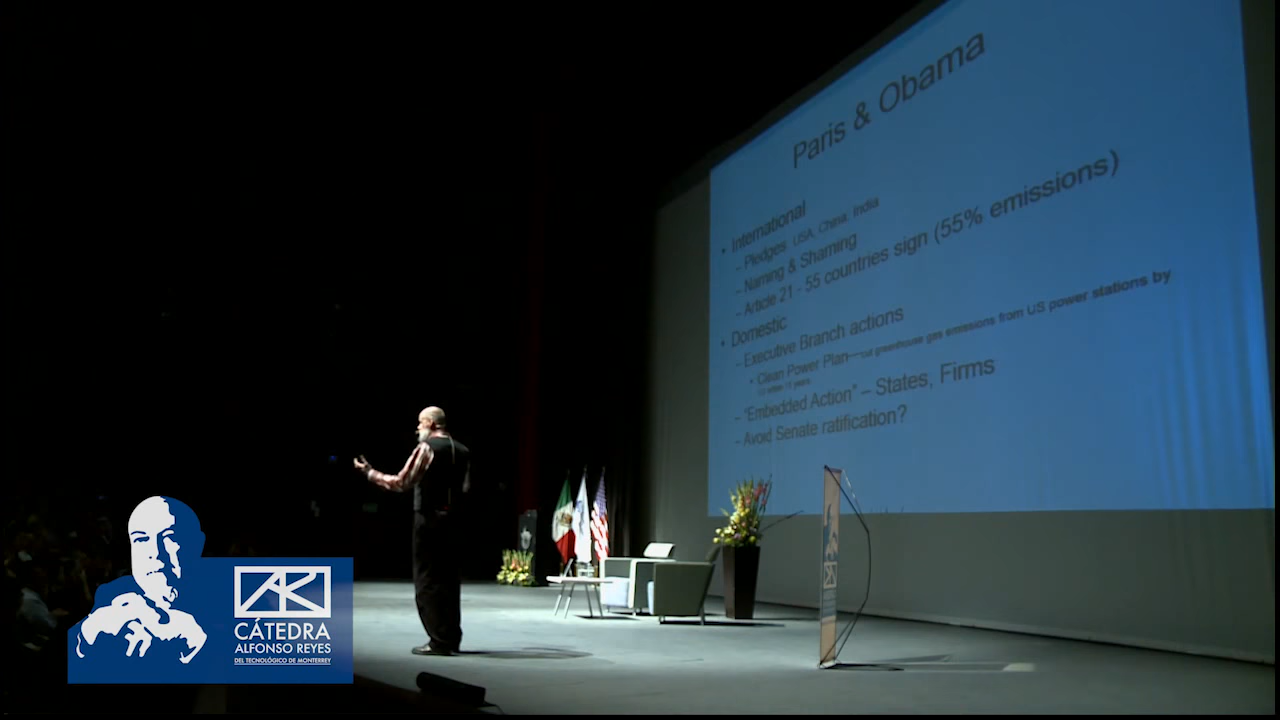 Paris & Obama
• International
– Pledges USA, China, India
– Naming & Shaming
– Article 21 - 55 countries sign (55% emissions)
• Domestic
– Executive Branch actions
• Clean Power Plan—cut greenhouse gas emissions from US power stations by
– "Embedded Action" – States, Firms
– Avoid Senate ratification?
AR
CÁTEDRA
ALFONSO REYES
DEL TECNOLÓGICO DE MONTERREY